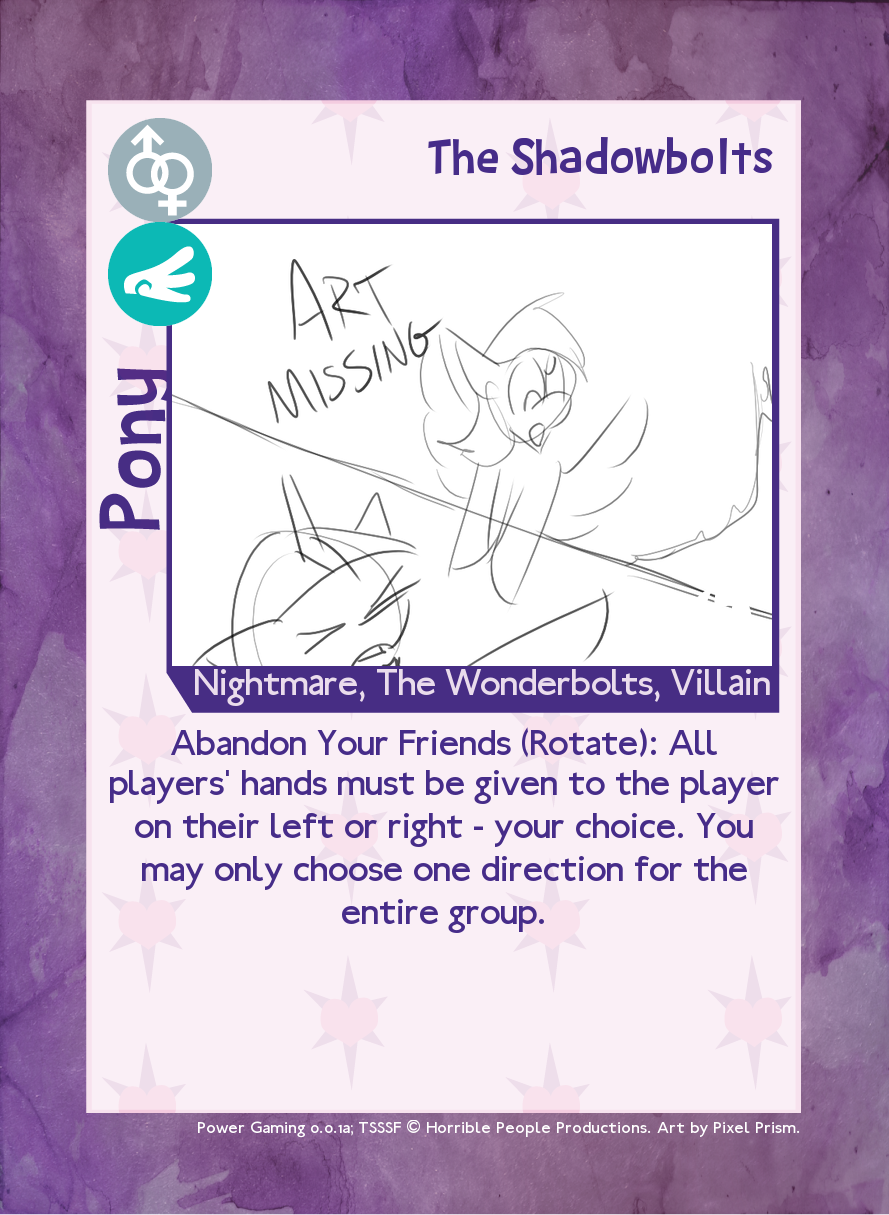 The Shadowbolts
ART
MISSING
Pony
Nightmare, The Wonderbolts, Villain
Abandon Your Friends (Rotate): All
players' hands must be given to the player
on their left or right - your choice. You
may only choose one direction for the
entire group.
Power Gaming 0.0.1a; TSSSF © Horrible People Productions. Art by Pixel Prism.